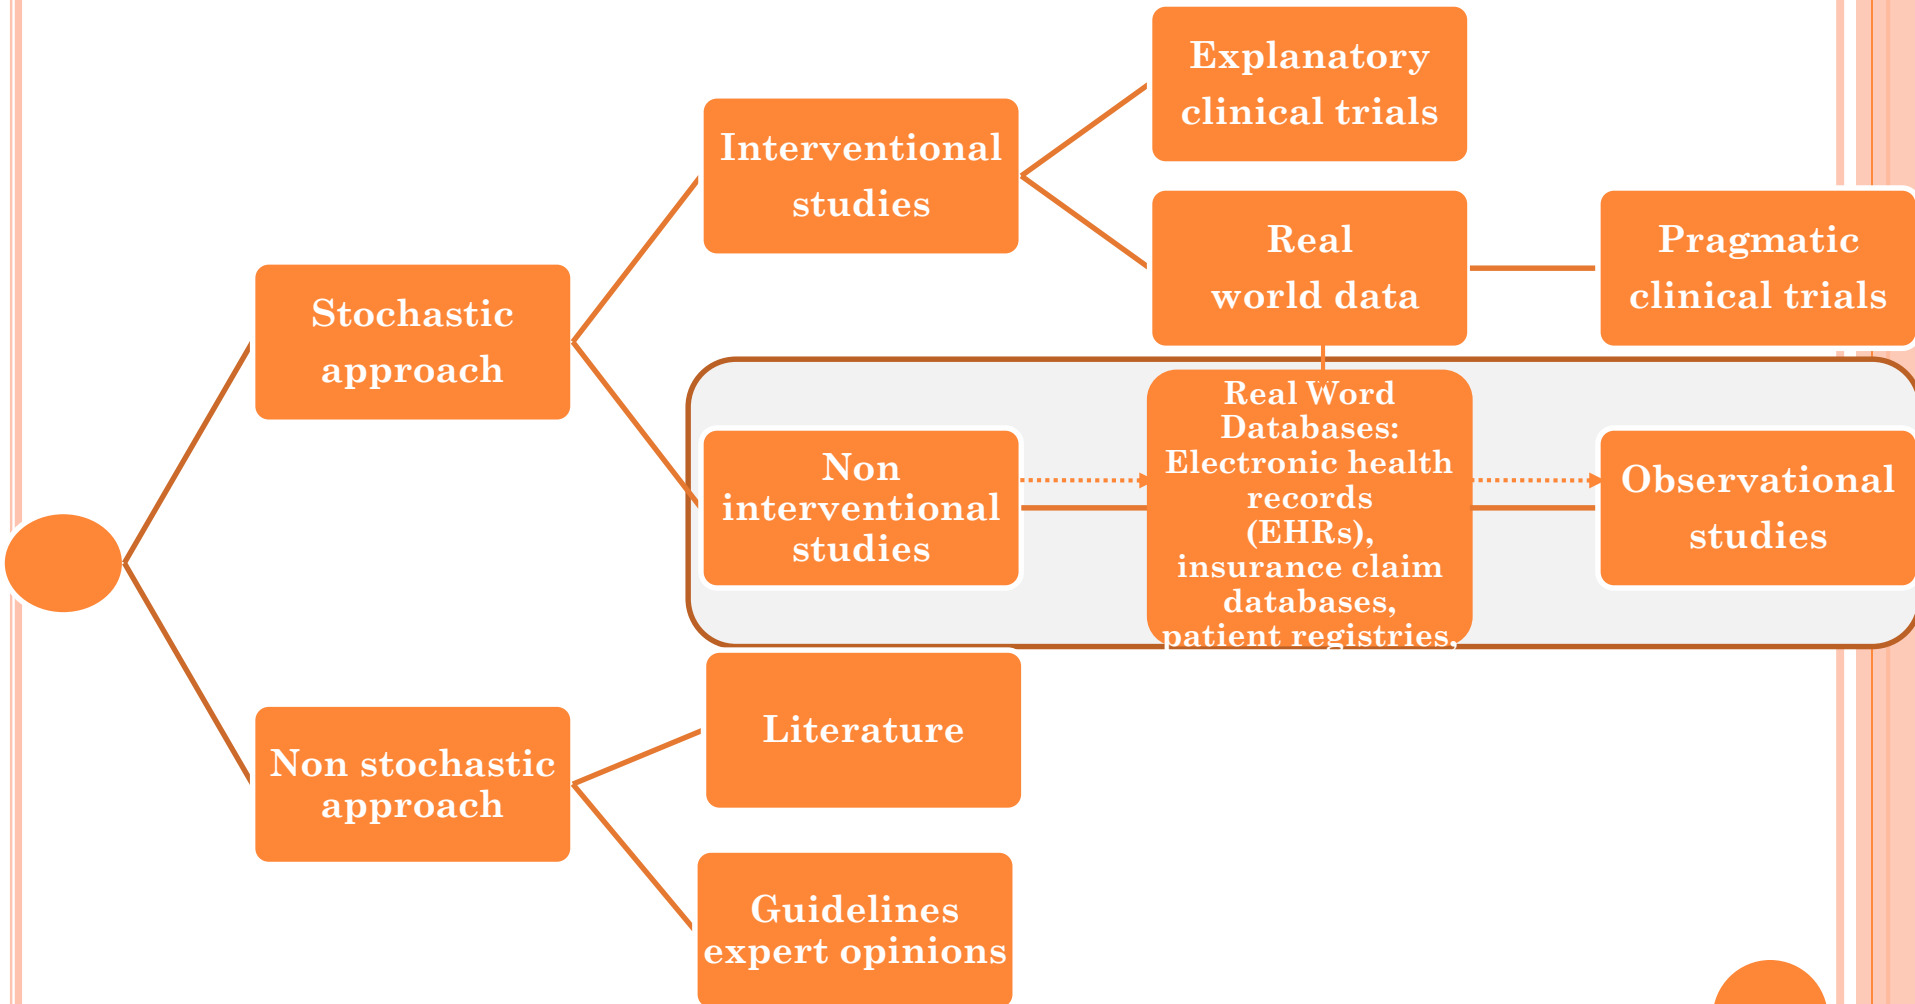 Explanatory
clinical trials
Interventional
studies
Real
world data
Pragmatic
clinical trials
Stochastic
approach
Non
interventional
studies
Real Word
Databases:
Electronic health
records
(EHRs),
insurance claim
databases,
patient registries,
Observational
studies
Literature
Non stochastic
approach
Guidelines
expert opinions